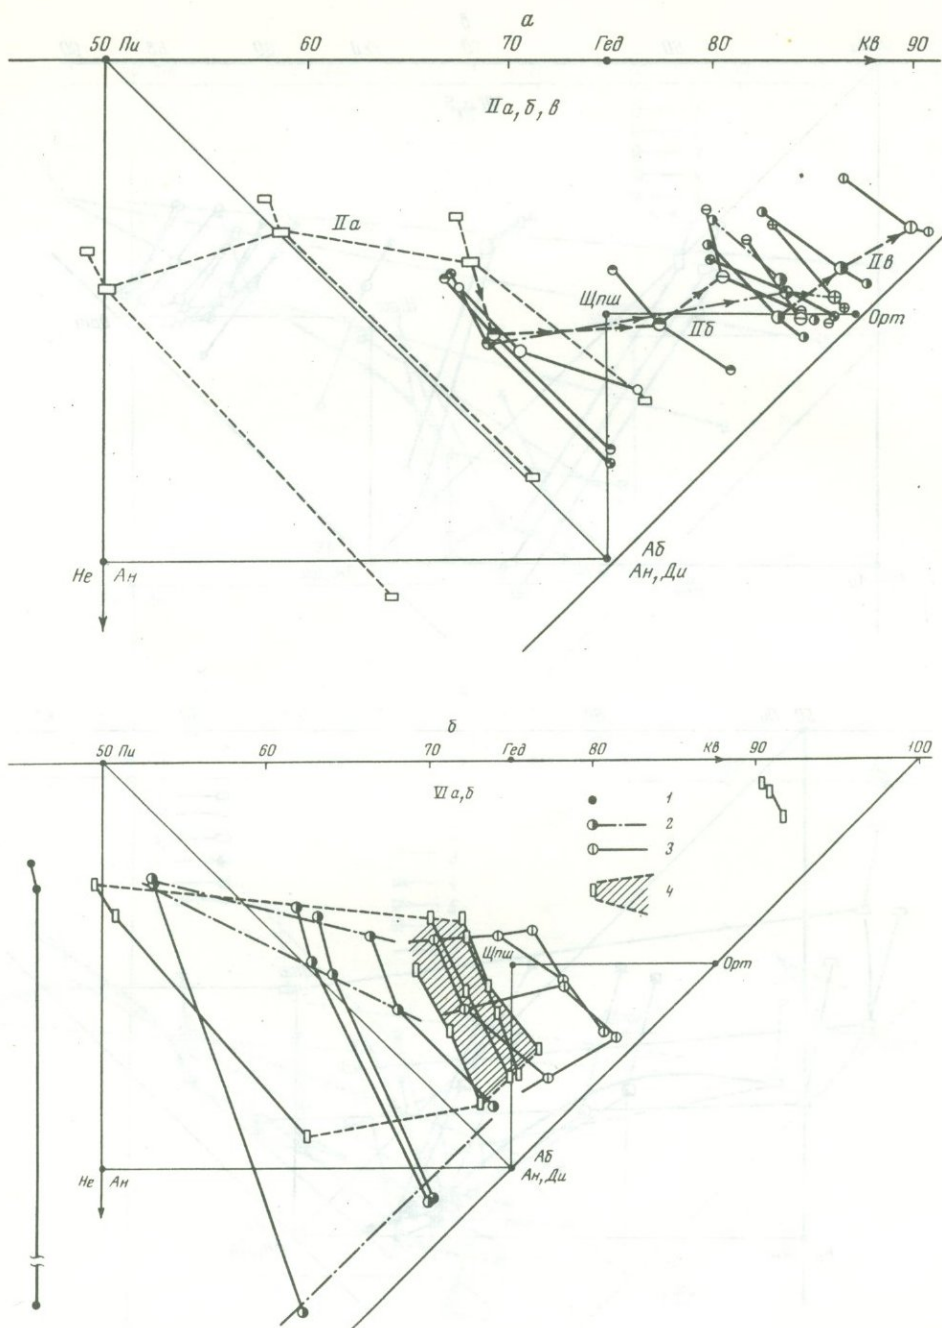 а
50 Пи 60 70 Гед 80 Кв 90
IIа, б, в
IIа
IIв
Щпш
IIб
Орт
Аб
Не Ан
Ан, Ди
б
50 Пи 60 70 Гед 80 Кв 90 100
VIа, б
1
2
3
4
Щпш
Орт
Аб
Не Ан
Ан, Ди